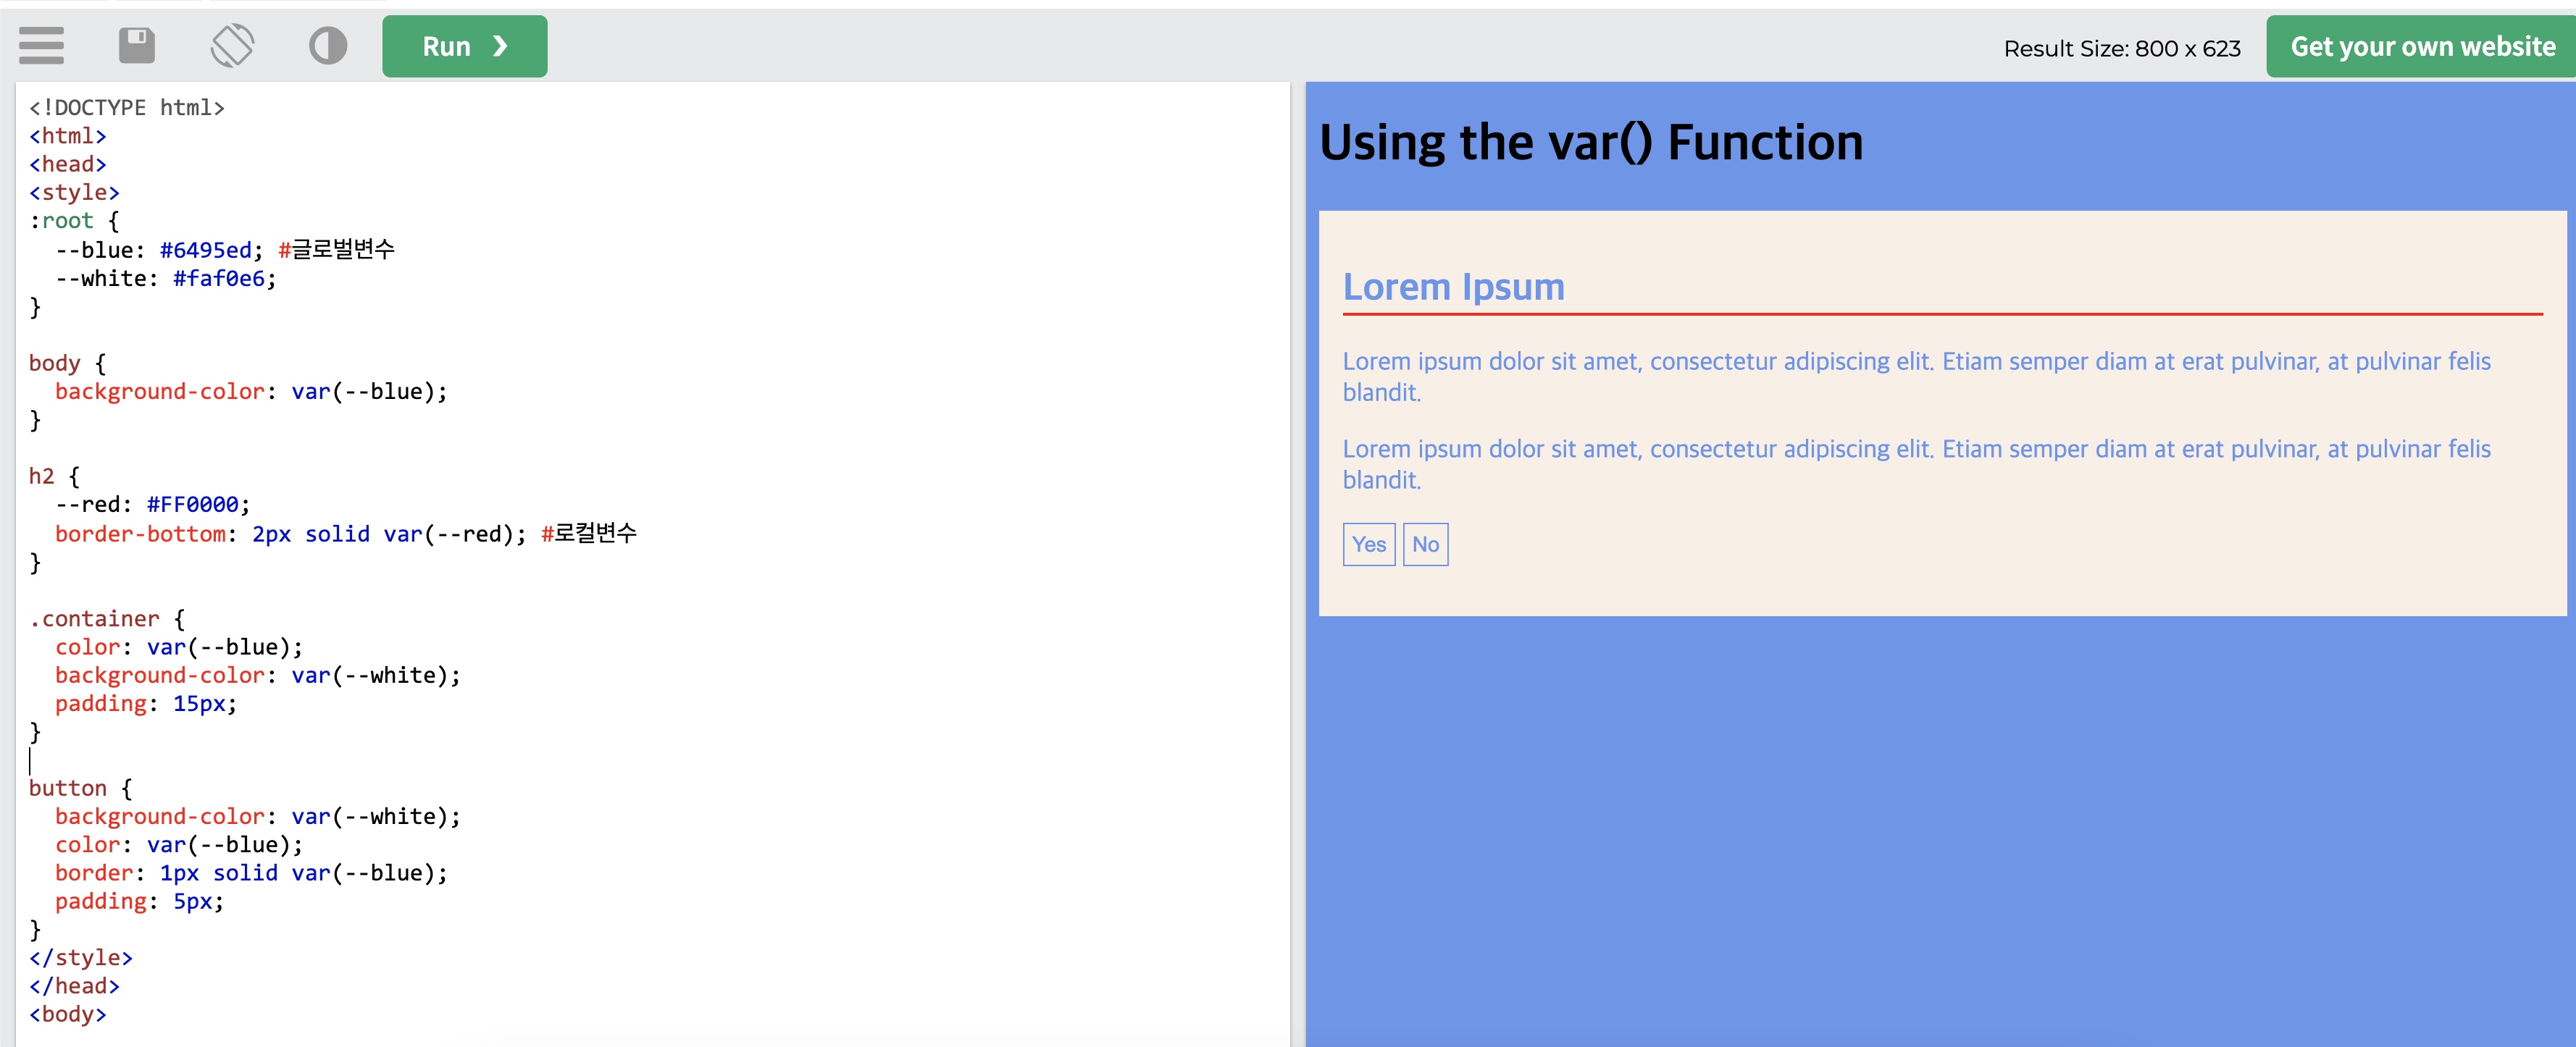 Run ❯
Result Size: 800 x 623
Get your own website
<!DOCTYPE html>
<html>
<head>
<style>
:root {
  --blue: #6495ed; #글로벌변수
  --white: #faf0e6;
}

body {
  background-color: var(--blue);
}

h2 {
  --red: #FF0000;
  border-bottom: 2px solid var(--red); #로컬변수
}

.container {
  color: var(--blue);
  background-color: var(--white);
  padding: 15px;
}

button {
  background-color: var(--white);
  color: var(--blue);
  border: 1px solid var(--blue);
  padding: 5px;
}
</style>
</head>
<body>
Using the var() Function
Lorem Ipsum
Lorem ipsum dolor sit amet, consectetur adipiscing elit. Etiam semper diam at erat pulvinar, at pulvinar felis
blandit.
Lorem ipsum dolor sit amet, consectetur adipiscing elit. Etiam semper diam at erat pulvinar, at pulvinar felis
blandit.
Yes No